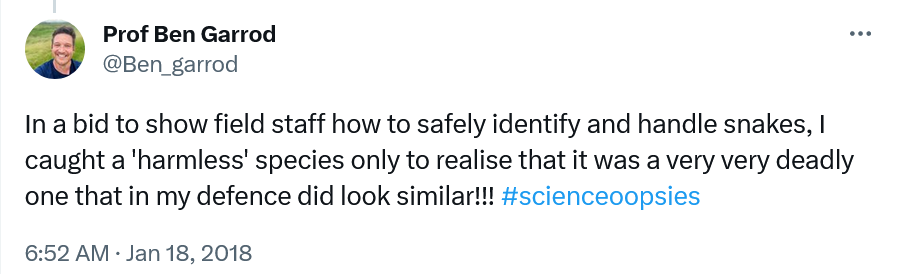 Prof Ben Garrod
@Ben_garrod
In a bid to show field staff how to safely identify and handle snakes, I
caught a 'harmless' species only to realise that it was a very very deadly
one that in my defence did look similar!!! #scienceoopsies
6:52 AM · Jan 18, 2018